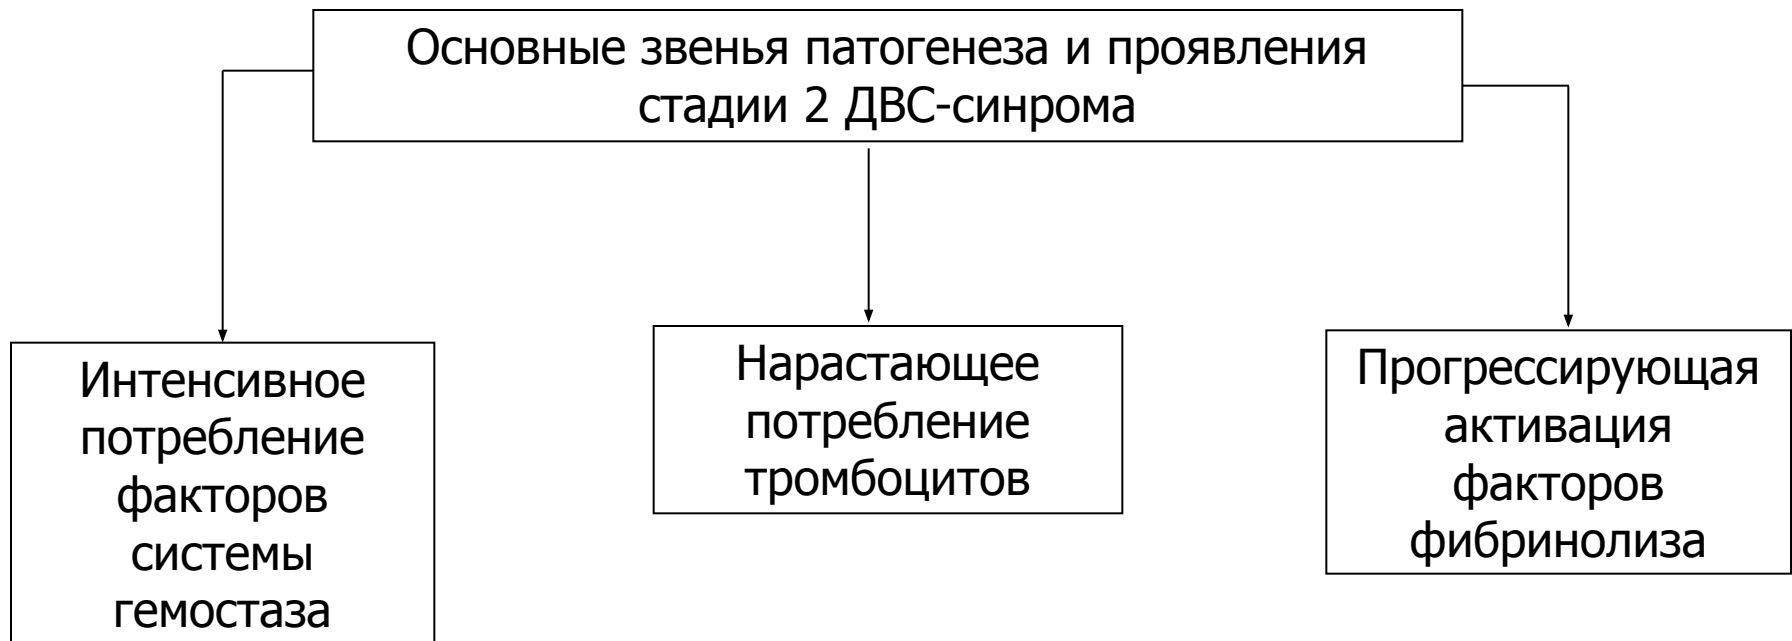 Основные звенья патогенеза и проявления
стадии 2 ДВС-синрома
Интенсивное
потребление
факторов
системы
гемостаза
Нарастающее
потребление
тромбоцитов
Прогрессирующая
активация
факторов
фибринолиза